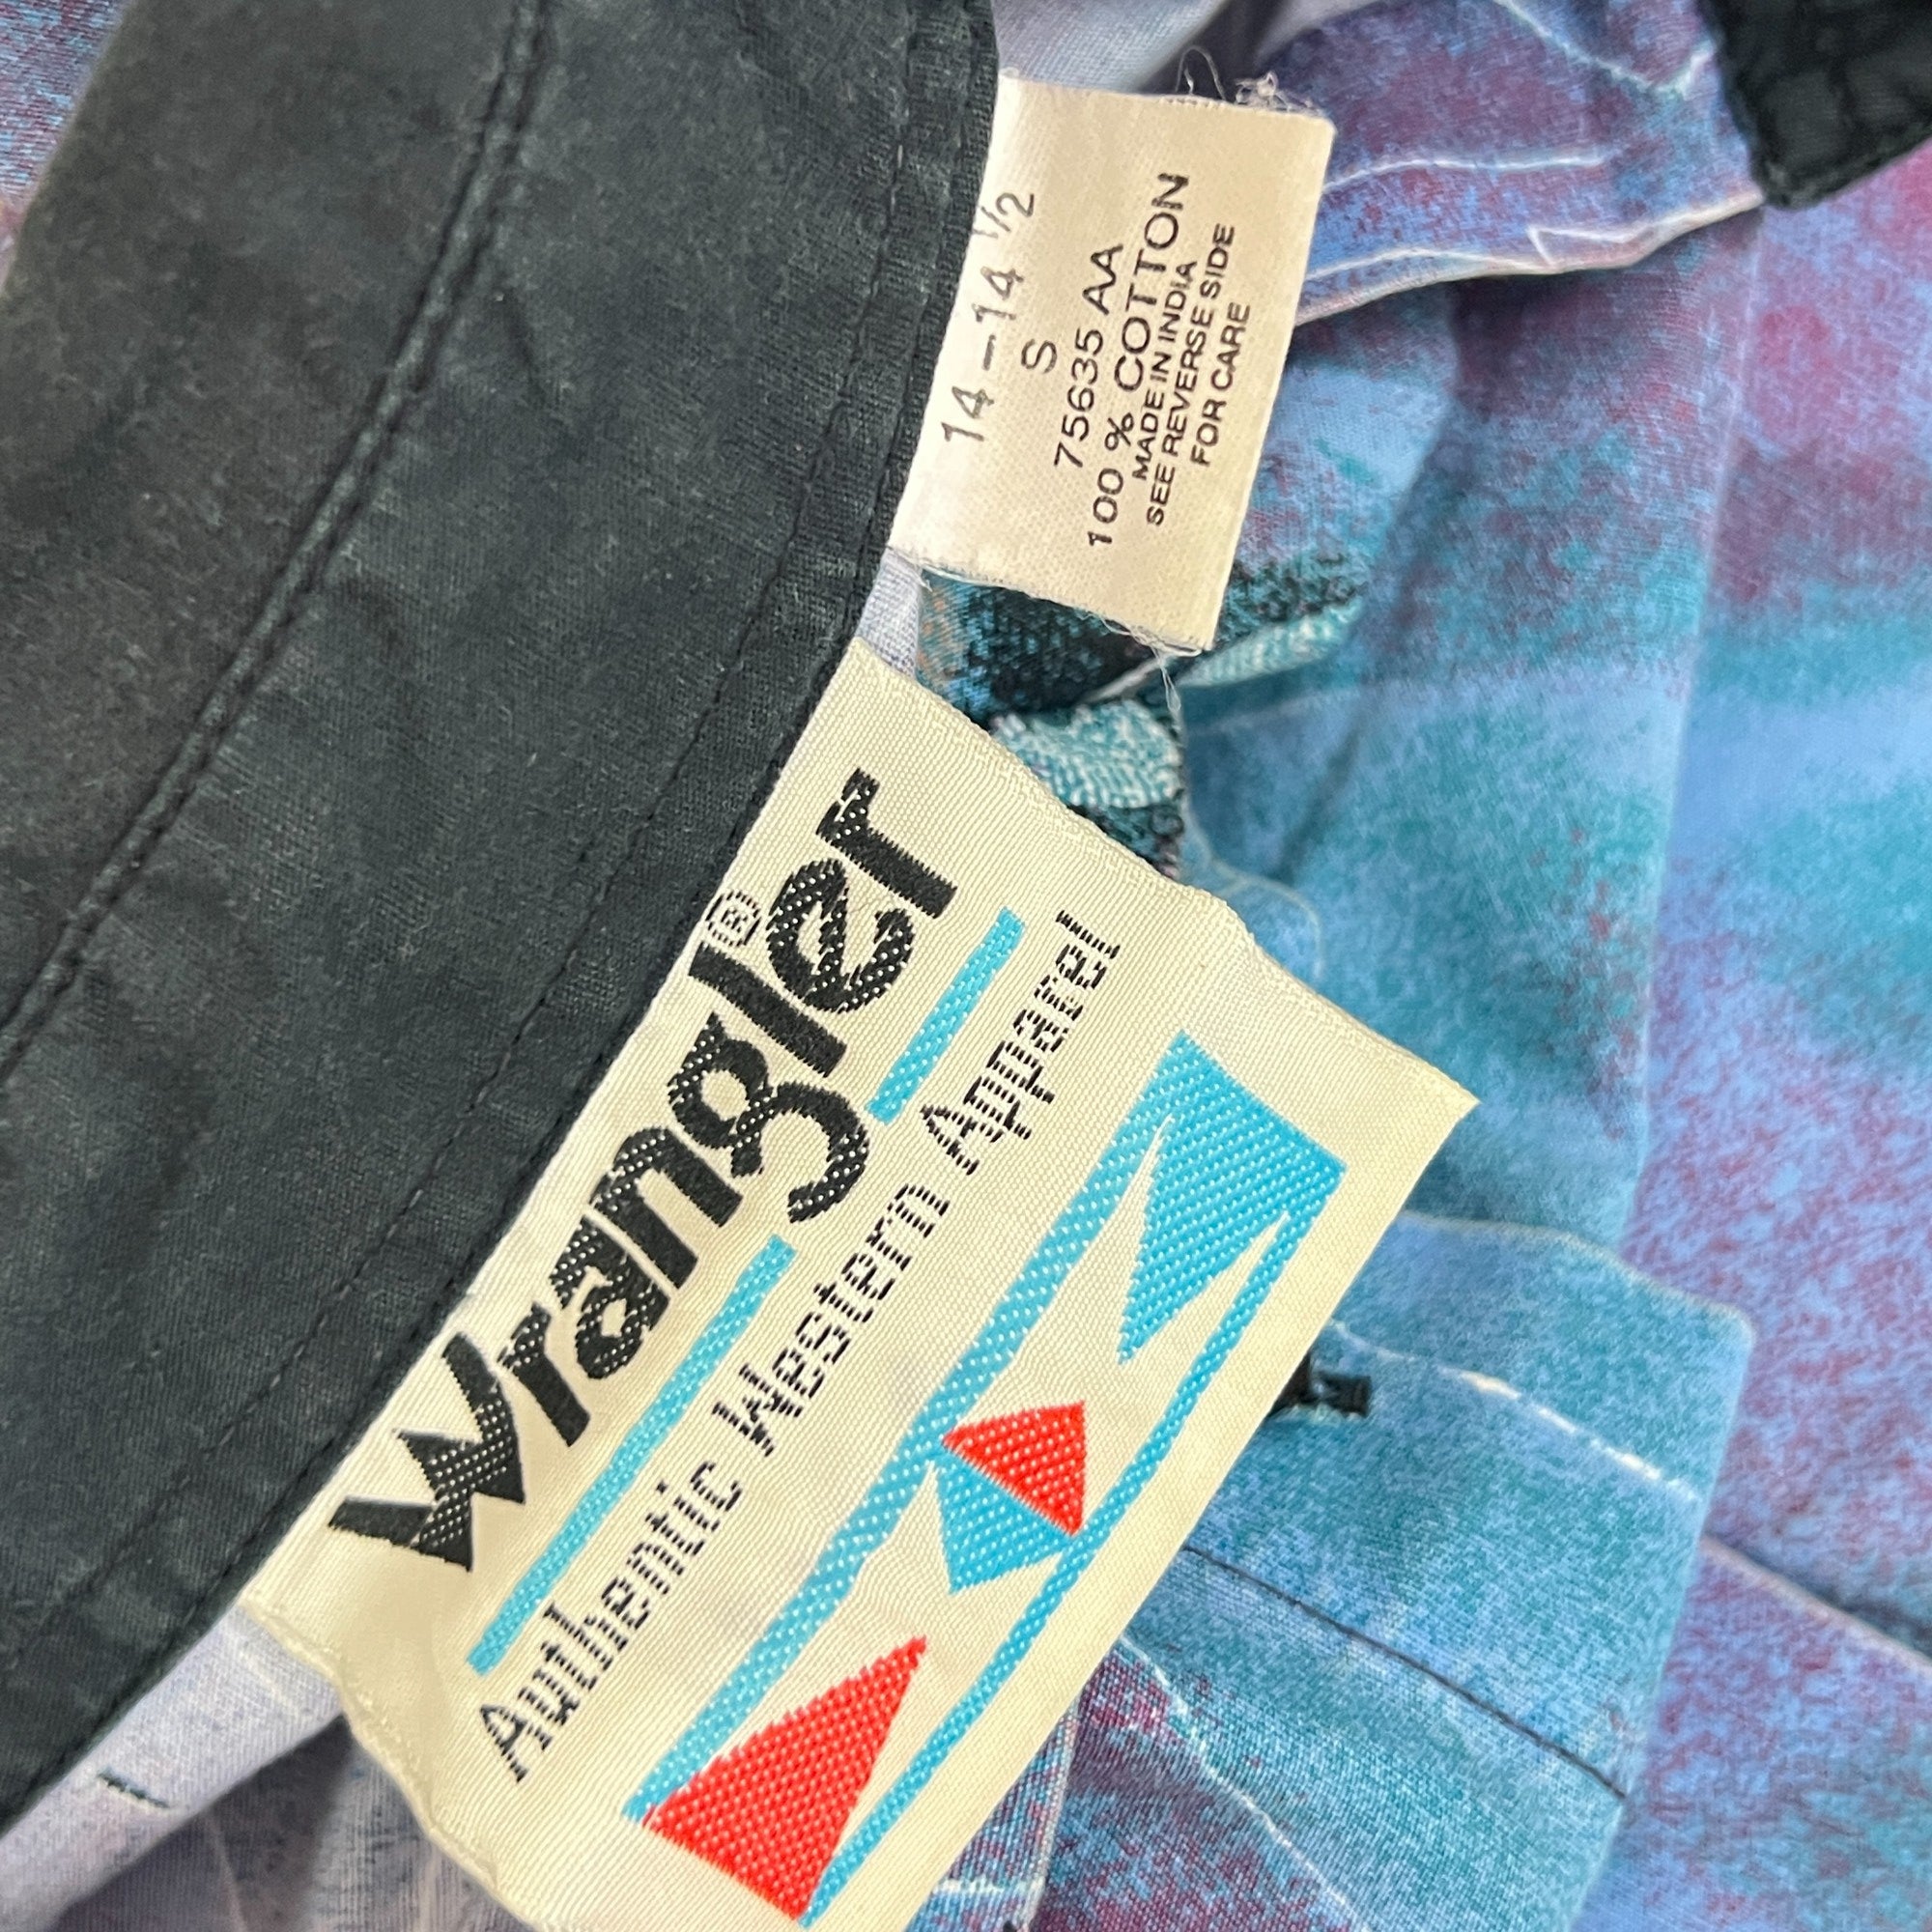 14-14 ½
S
75635 AA
100 % COTTON
MADE IN INDIA
SEE REVERSE SIDE
FOR CARE
Wrangler®
Authentic Western Apparel